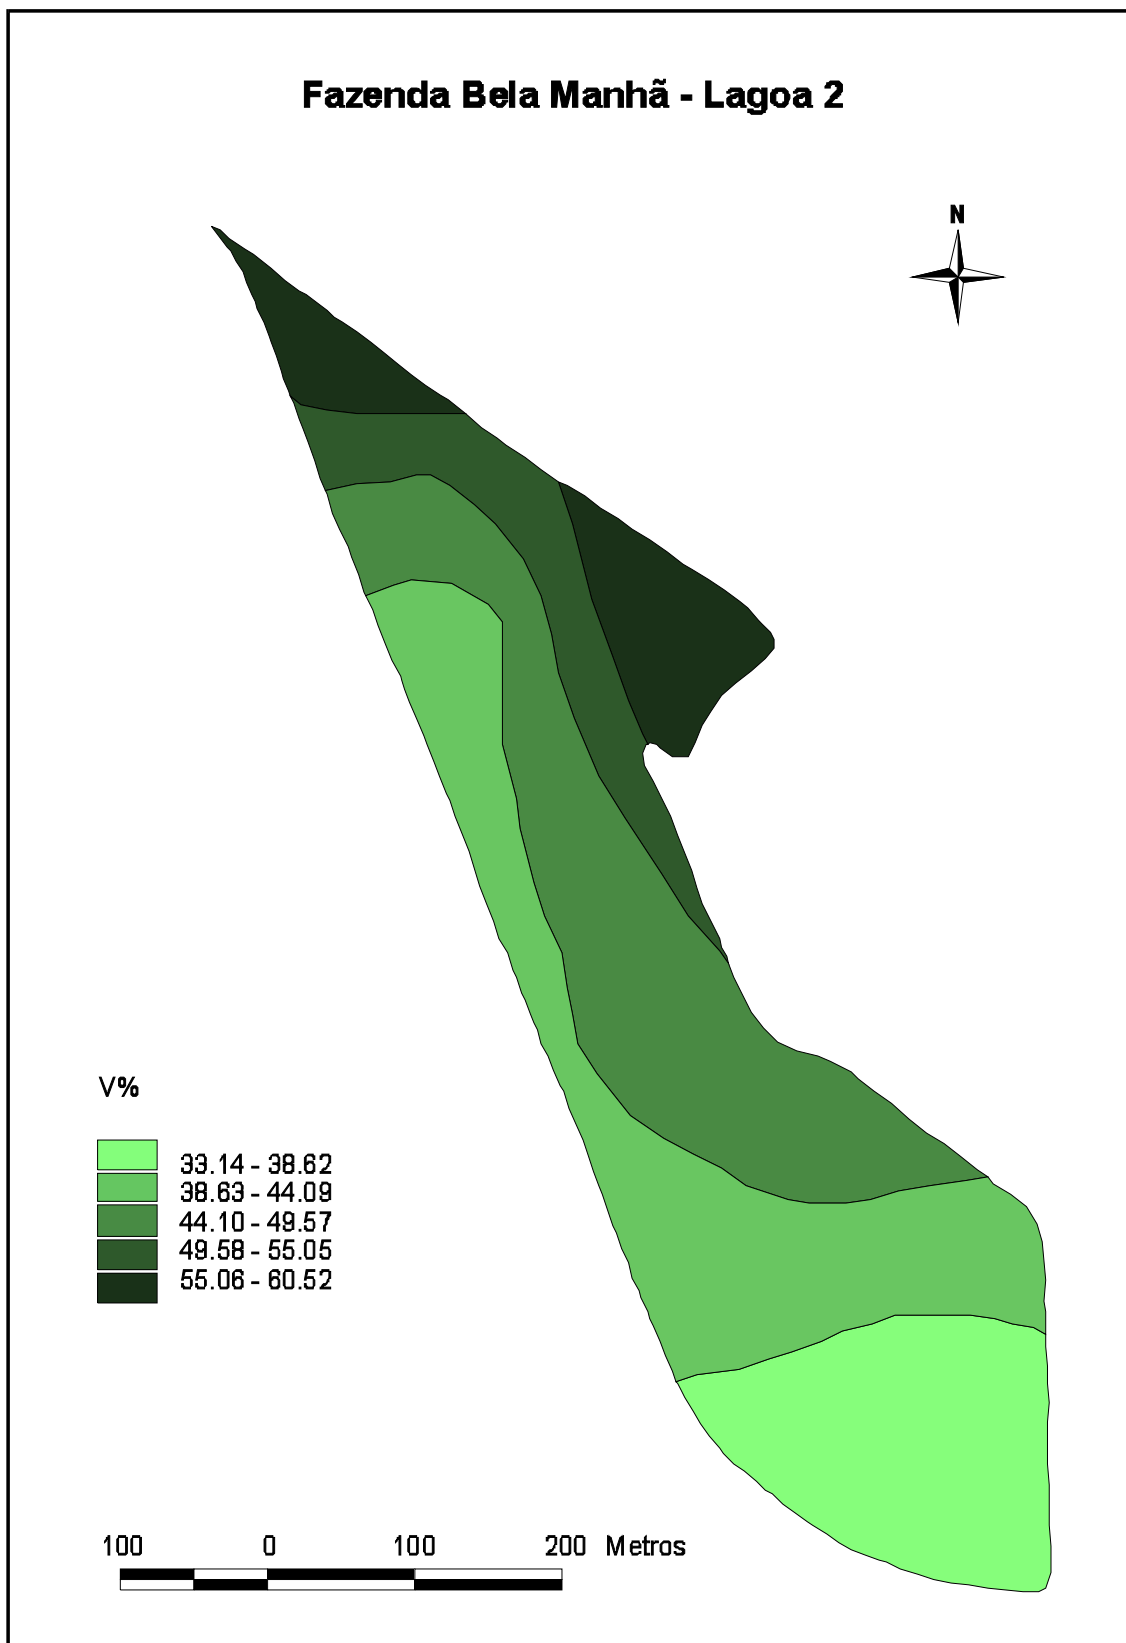 Fazenda Bela Manhã - Lagoa 2
N
V%
33.14 - 38.62
38.63 - 44.09
44.10 - 49.57
49.58 - 55.05
55.06 - 60.52
100 0 100 200 Metros